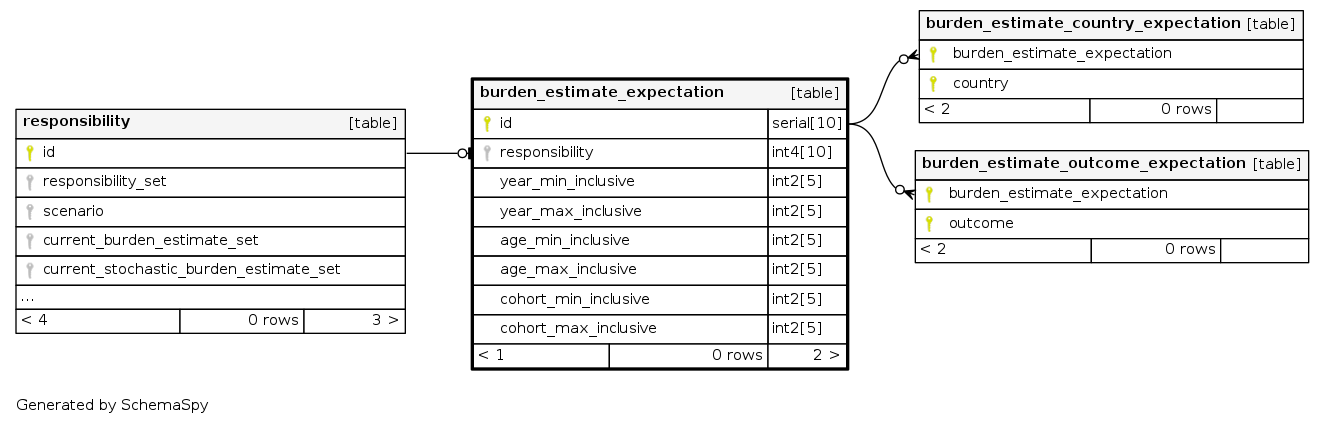 responsibility [table]
id
responsibility_set
scenario
current_burden_estimate_set
current_stochastic_burden_estimate_set
...
< 4 0 rows 3 >
burden_estimate_expectation [table]
id serial[10]
responsibility int4[10]
year_min_inclusive int2[5]
year_max_inclusive int2[5]
age_min_inclusive int2[5]
age_max_inclusive int2[5]
cohort_min_inclusive int2[5]
cohort_max_inclusive int2[5]
< 1 0 rows 2 >
burden_estimate_country_expectation [table]
burden_estimate_expectation
country
< 2 0 rows
burden_estimate_outcome_expectation [table]
burden_estimate_expectation
outcome
< 2 0 rows
Generated by SchemaSpy